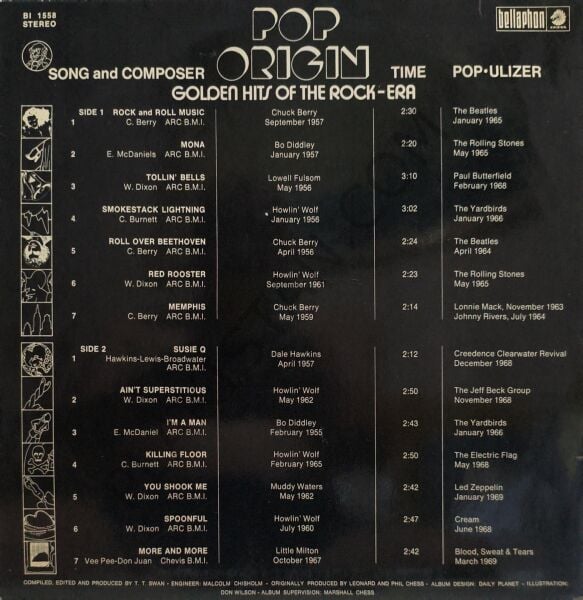 BI 1558
STEREO
POP
ORIGIN
bellaphon
SONG and COMPOSER
TIME
POP•ULIZER
GOLDEN HITS OF THE ROCK-ERA
SIDE 1 ROCK and ROLL MUSIC Chuck Berry 2:30 The Beatles
1 C. Berry ARC B.M.I. September 1957 January 1965
MONA Bo Diddley 2:20 The Rolling Stones
2 E. McDaniels ARC B.M.I. January 1957 May 1965
TOLLIN' BELLS Lowell Fulsom 3:10 Paul Butterfield
3 W. Dixon ARC B.M.I. May 1956 February 1968
SMOKESTACK LIGHTNING Howlin' Wolf 3:02 The Yardbirds
4 C. Burnett ARC B.M.I. January 1956 January 1966
ROLL OVER BEETHOVEN Chuck Berry 2:24 The Beatles
5 C. Berry ARC B.M.I. April 1956 April 1964
RED ROOSTER Howlin' Wolf 2:23 The Rolling Stones
6 W. Dixon ARC B.M.I. September 1961 May 1965
MEMPHIS Chuck Berry 2:14 Lonnie Mack, November 1963
7 C. Berry ARC B.M.I. May 1959 Johnny Rivers, July 1964
SIDE 2 SUSIE Q Dale Hawkins 2:12 Creedence Clearwater Revival
1 Hawkins-Lewis-Broadwater April 1957 December 1968
ARC B.M.I.
AIN'T SUPERSTITIOUS Howlin' Wolf 2:50 The Jeff Beck Group
2 W. Dixon ARC B.M.I. May 1962 November 1968
I'M A MAN Bo Diddley 2:43 The Yardbirds
3 E. McDaniel ARC B.M.I. February 1955 January 1966
KILLING FLOOR Howlin' Wolf 2:50 The Electric Flag
4 C. Burnett ARC B.M.I. February 1965 May 1968
YOU SHOOK ME Muddy Waters 2:42 Led Zeppelin
5 W. Dixon ARC B.M.I. May 1962 January 1969
SPOONFUL Howlin' Wolf 2:47 Cream
6 W. Dixon ARC B.M.I. July 1960 June 1968
MORE AND MORE Little Milton 2:42 Blood, Sweat & Tears
7 Vee Pee-Don Juan Chevis B.M.I. October 1967 March 1969
COMPILED, EDITED AND PRODUCED BY T. T. SWAN - ENGINEER: MALCOLM CHISHOLM - ORIGINALLY PRODUCED BY LEONARD AND PHIL CHESS - ALBUM DESIGN: DAILY PLANET - ILLUSTRATION:
DON WILSON - ALBUM SUPERVISION: MARSHALL CHESS